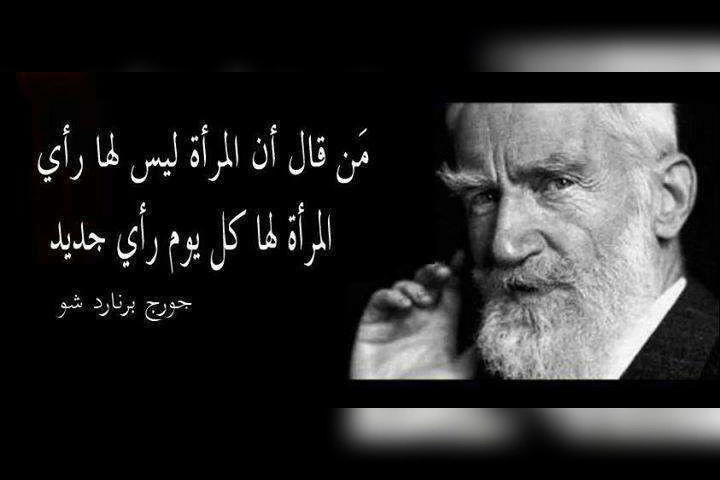 مَن قال أن المرأة ليس لها رأي
المرأة لها كل يوم رأي جديد
جورج برنارد شو